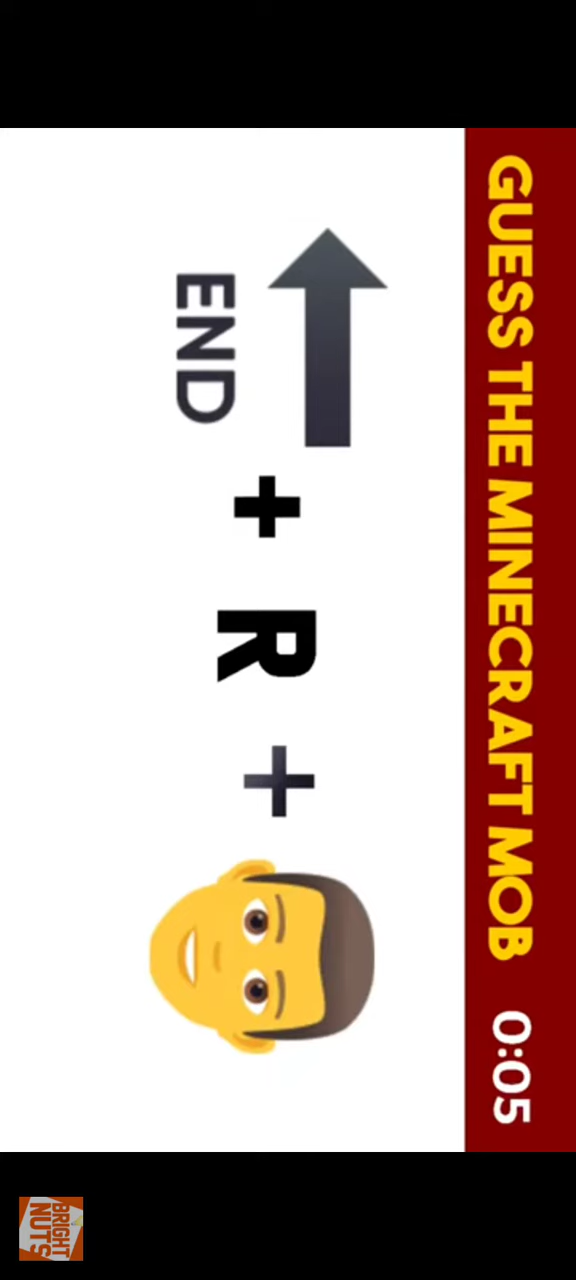 GUESS THE MINECRAFT MOB 0:05
END
+ R +
BRIGHT
NUTS